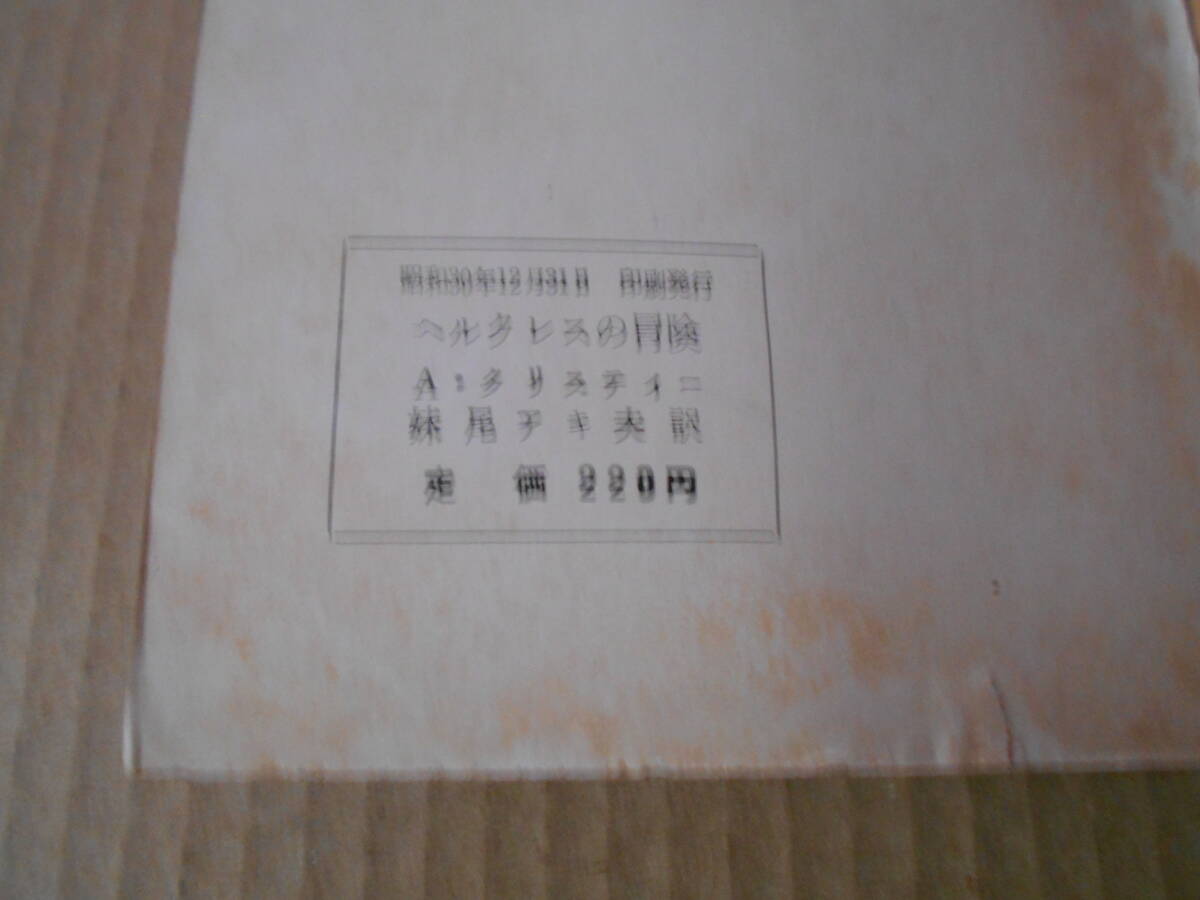 昭和30年12月31日 印刷発行
ヘルクレスの冒険
A・クリスティー
妹尾アキ夫訳
定価 220円